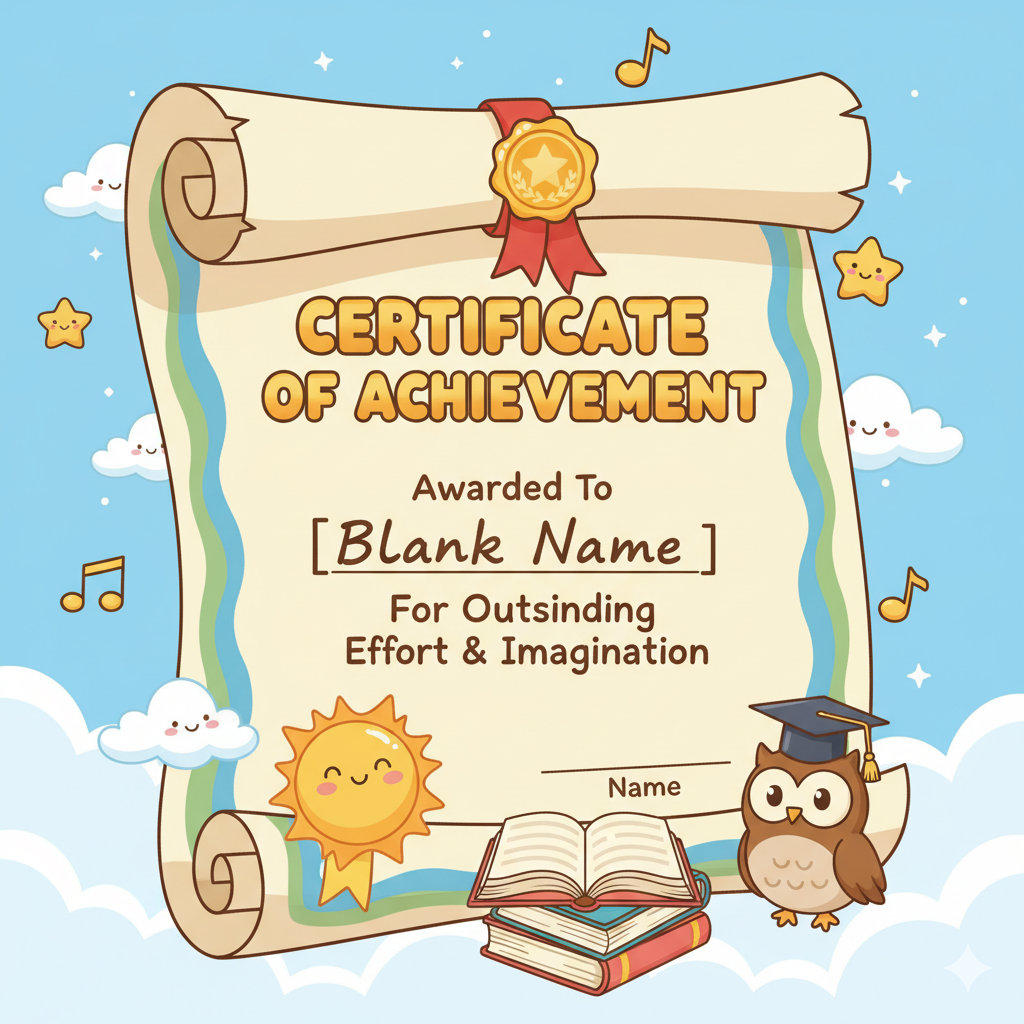 CERTIFICATE
OF ACHIEVEMENT
Awarded To
[Blank Name]
For Outsinding
Effort & Imagination
Name